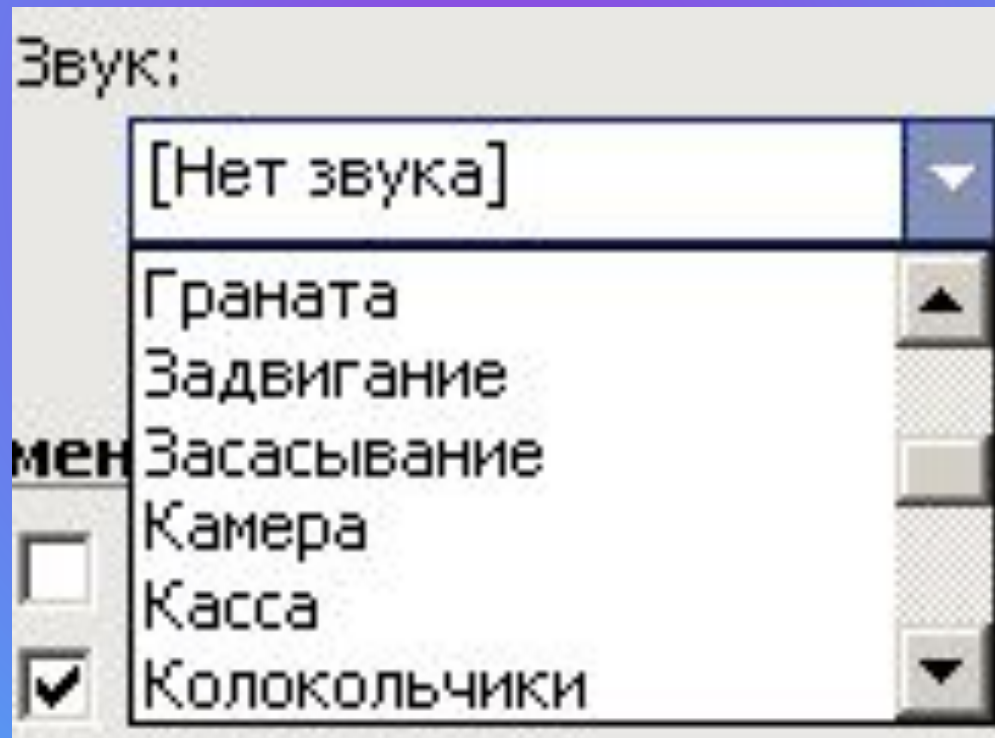 Звук:
[Нет звука]
Граната
Задвигание
Засасывание
мен
Камера
Касса
Колокольчики